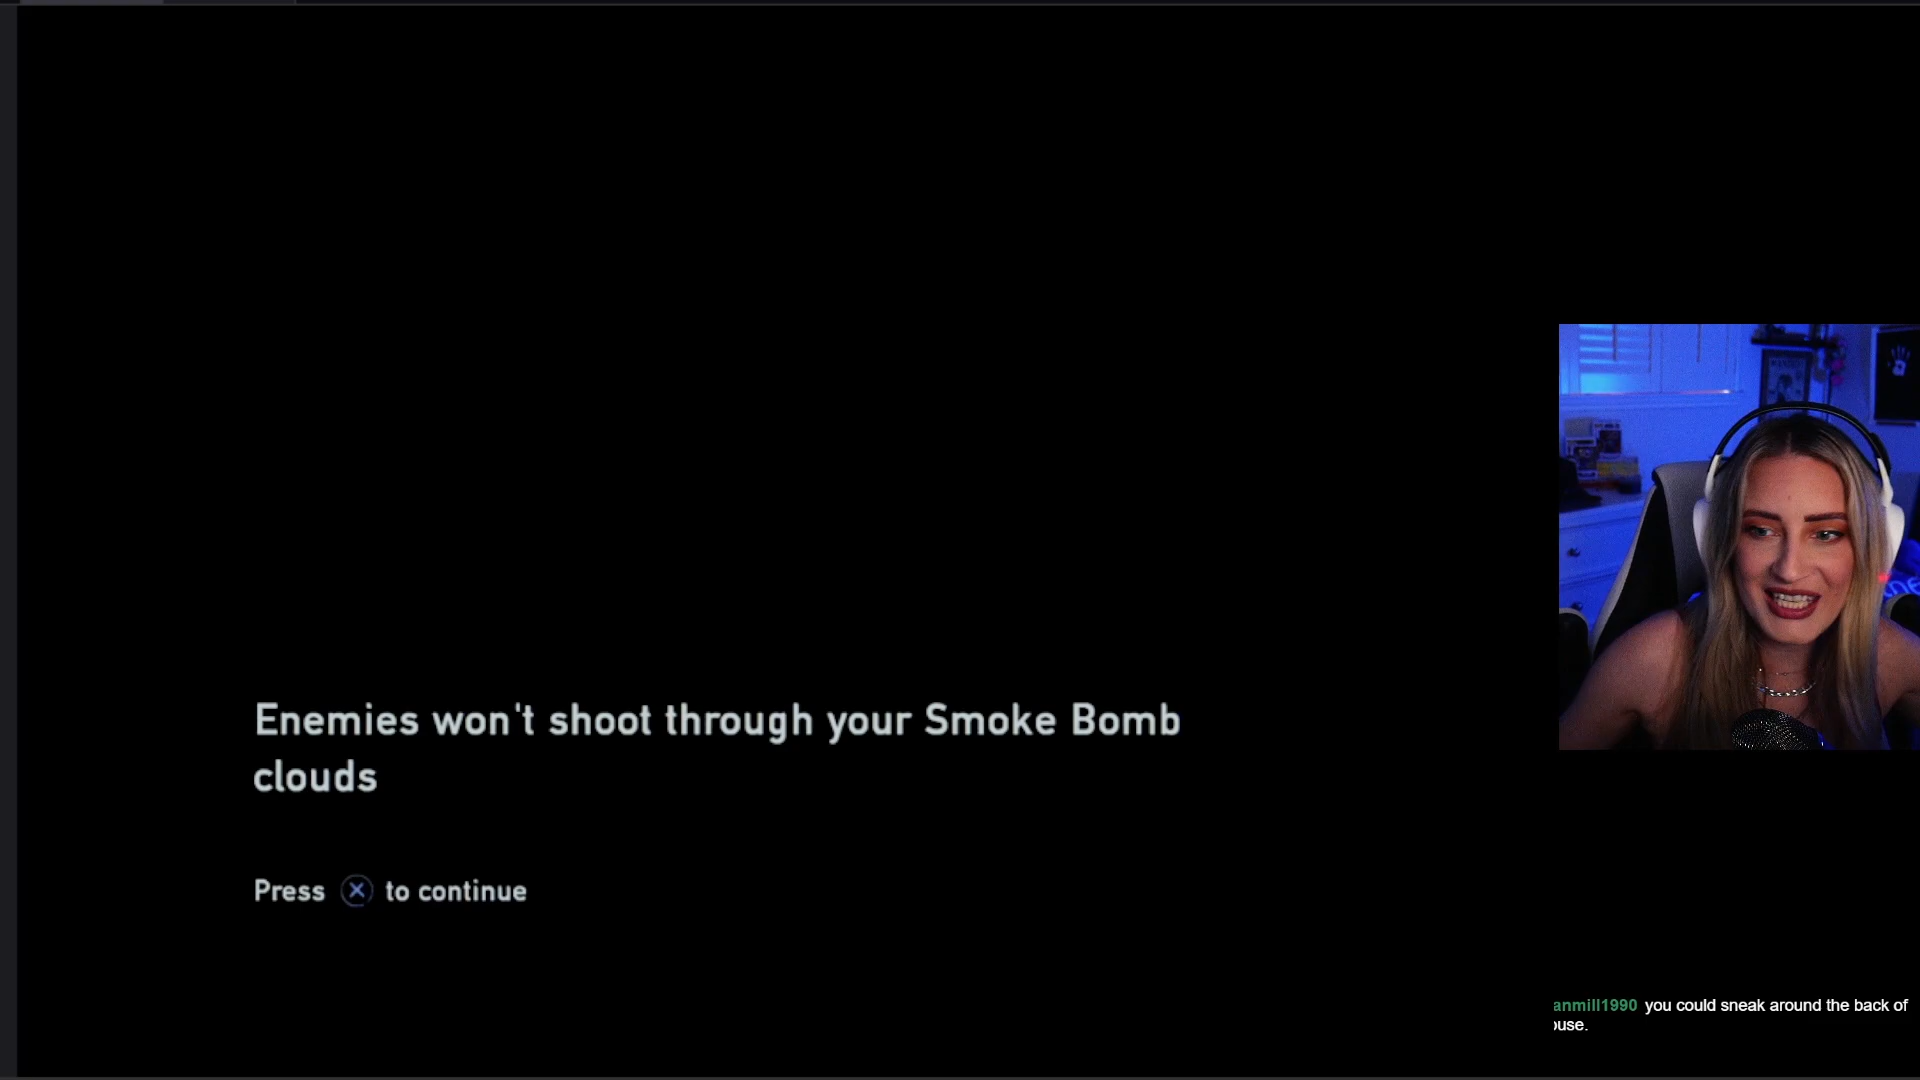 Enemies won't shoot through your Smoke Bomb
clouds
Press ⓧ to continue
anmill1990 you could sneak around the back of
ouse.